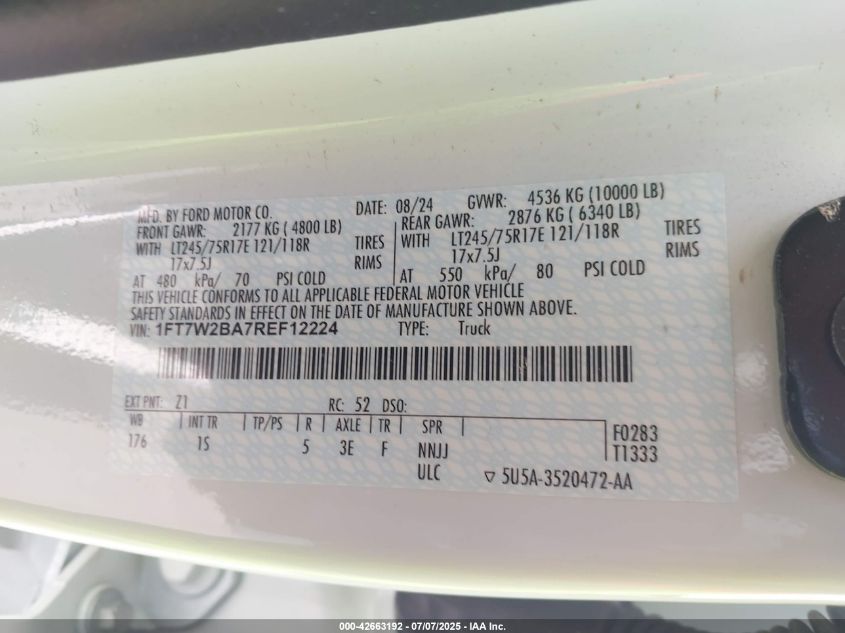 MFD. BY FORD MOTOR CO. DATE: 08/24 GVWR: 4536 KG (10000 LB)
FRONT GAWR: 2177 KG ( 4800 LB) REAR GAWR: 2876 KG ( 6340 LB)
WITH LT245/75R17E 121/118R TIRES WITH LT245/75R17E 121/118R TIRES
17x7.5J RIMS 17x7.5J RIMS
AT 480 kPa/ 70 PSI COLD AT 550 kPa/ 80 PSI COLD
THIS VEHICLE CONFORMS TO ALL APPLICABLE FEDERAL MOTOR VEHICLE
SAFETY STANDARDS IN EFFECT ON THE DATE OF MANUFACTURE SHOWN ABOVE.
VIN: 1FT7W2BA7REF12224 TYPE: Truck
EXT PNT: Z1 RC: 52 DSO:
WB INT TR TP/PS R AXLE TR SPR
176 1S 5 3E F NNJJ
ULC
F0283
T1333
5U5A-3520472-AA
000-42663192 - 07/07/2025 - IAA Inc.